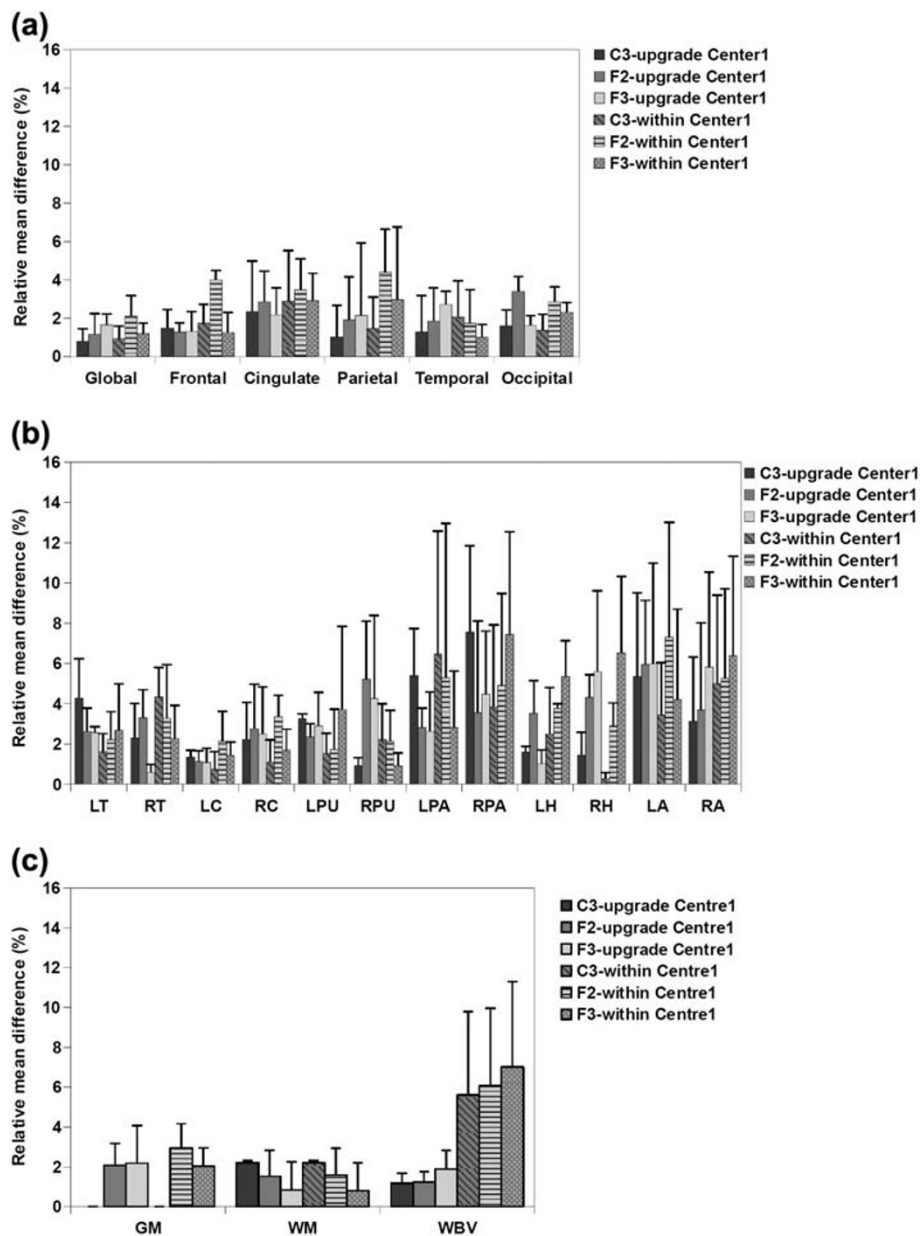 (a)
Relative mean difference (%)
16
14
12
10
8
6
4
2
0
Global Frontal Cingulate Parietal Temporal Occipital
C3-upgrade Center1
F2-upgrade Center1
F3-upgrade Center1
C3-within Center1
F2-within Center1
F3-within Center1
(b)
Relative mean difference (%)
16
14
12
10
8
6
4
2
0
LT RT LC RC LPU RPU LPA RPA LH RH LA RA
C3-upgrade Center1
F2-upgrade Center1
F3-upgrade Center1
C3-within Center1
F2-within Center1
F3-within Center1
(c)
Relative mean difference (%)
16
14
12
10
8
6
4
2
0
GM WM WBV
C3-upgrade Centre1
F2-upgrade Centre1
F3-upgrade Centre1
C3-within Centre1
F2-within Centre1
F3-within Centre1